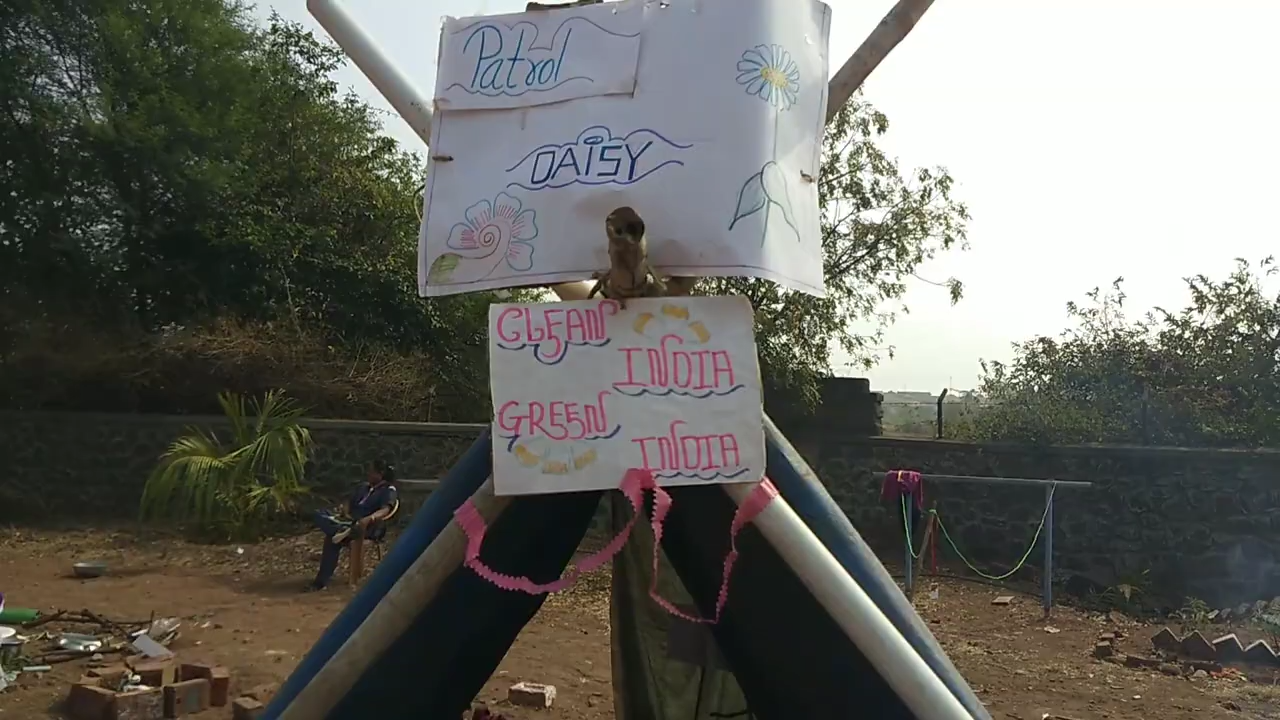 Patrol
DAiSY
CLEAN
INDIA
GREEN
INDIA